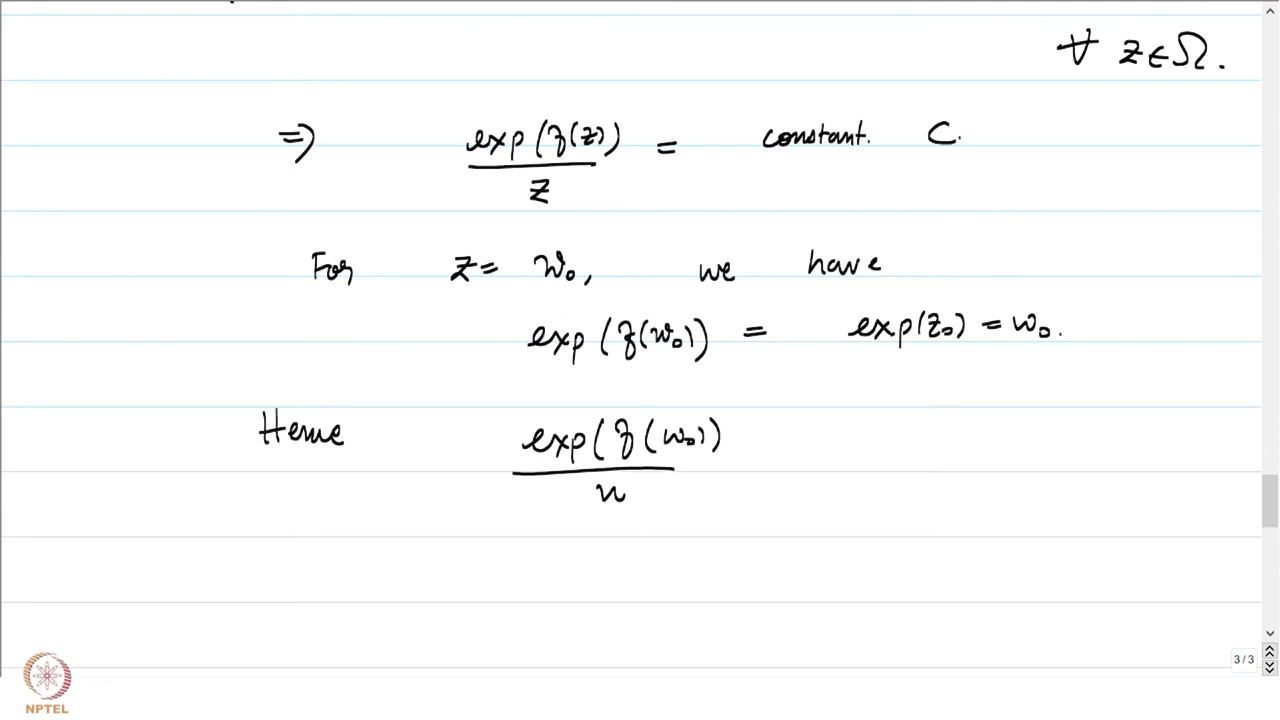 ∀ z ∈ Ω.
⇒ exp(f(z)) / z = constant. C.
For z = w₀, we have
exp(f(w₀)) = exp(z₀) = w₀.
Hence exp(f(w₀)) / w
3 / 3
NPTEL